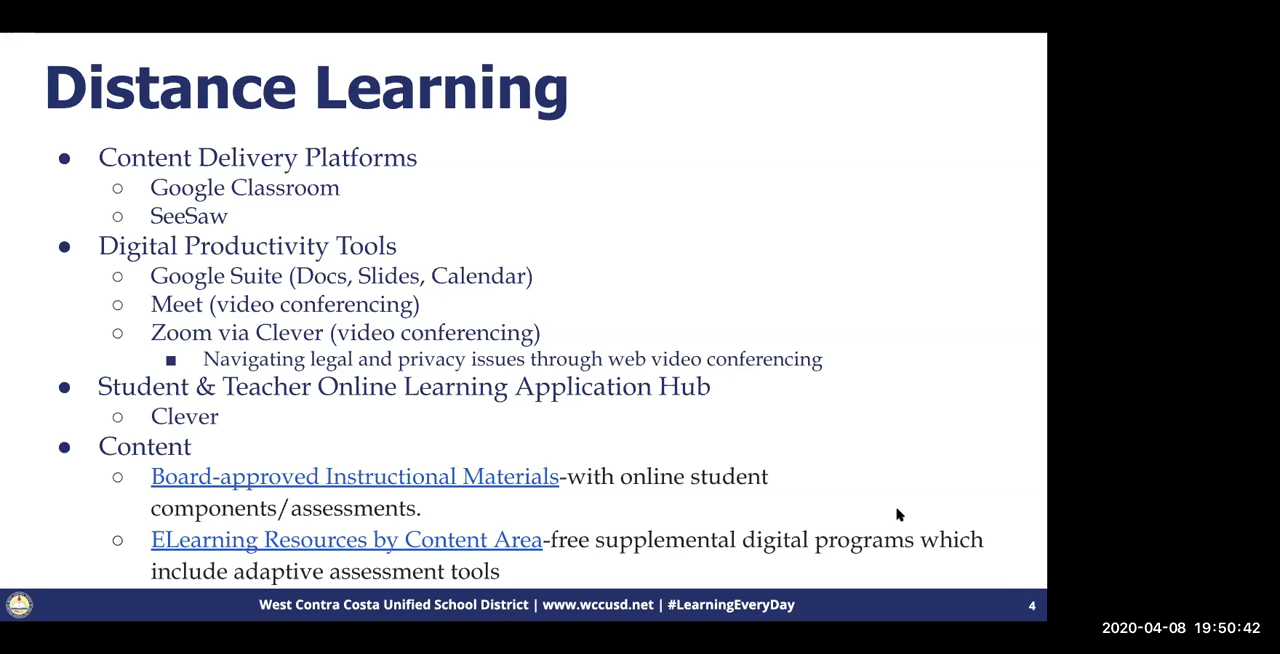 Distance Learning
● Content Delivery Platforms
○ Google Classroom
○ SeeSaw
● Digital Productivity Tools
○ Google Suite (Docs, Slides, Calendar)
○ Meet (video conferencing)
○ Zoom via Clever (video conferencing)
■ Navigating legal and privacy issues through web video conferencing
● Student & Teacher Online Learning Application Hub
○ Clever
● Content
○ Board-approved Instructional Materials-with online student
components/assessments.
○ ELearning Resources by Content Area-free supplemental digital programs which
include adaptive assessment tools
West Contra Costa Unified School District | www.wccusd.net | #LearningEveryDay
4
2020-04-08 19:50:42